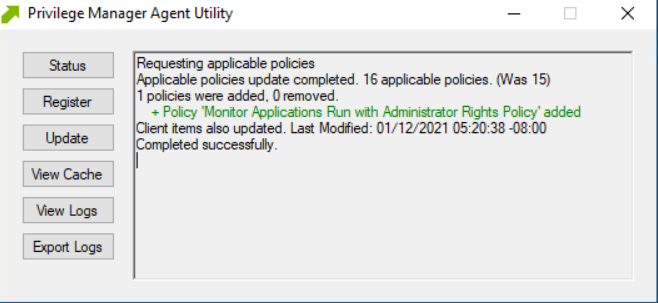 Privilege Manager Agent Utility
Status
Register
Update
View Cache
View Logs
Export Logs
Requesting applicable policies
Applicable policies update completed. 16 applicable policies. (Was 15)
1 policies were added, 0 removed.
+ Policy 'Monitor Applications Run with Administrator Rights Policy' added
Client items also updated. Last Modified: 01/12/2021 05:20:38 -08:00
Completed successfully.